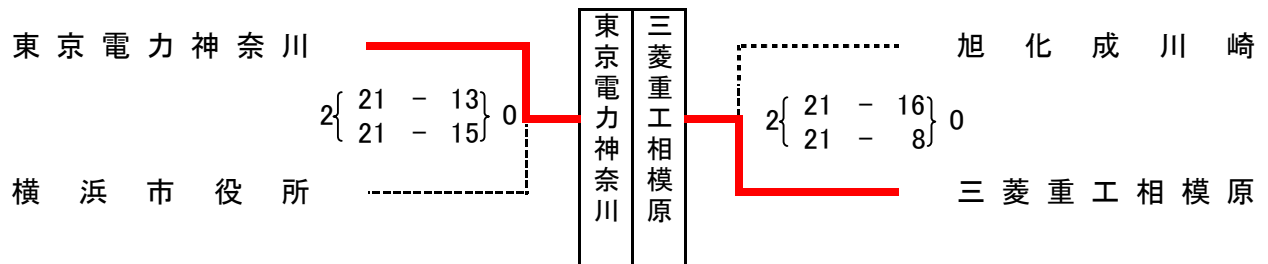 東京電力神奈川
2{ 21 - 13 } 0
21 - 15
横浜市役所
東京電力神奈川
三菱重工相模原
旭化成川崎
2{ 21 - 16 } 0
21 - 8
三菱重工相模原